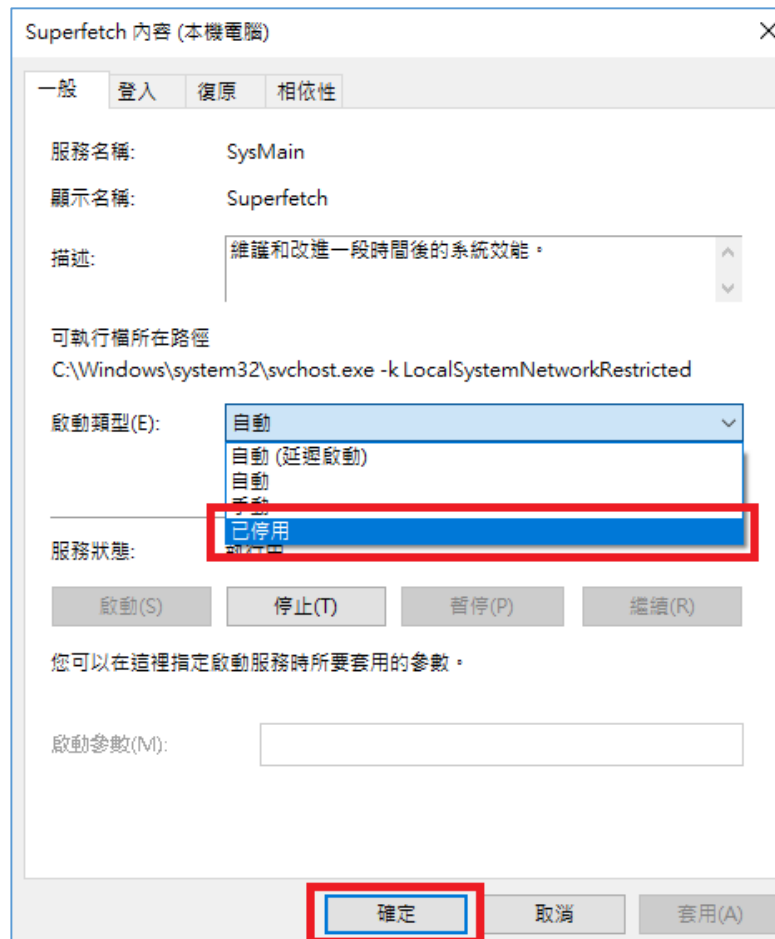 Superfetch 內容 (本機電腦)
一般 登入 復原 相依性
服務名稱: SysMain
顯示名稱: Superfetch
描述: 維護和改進一段時間後的系統效能。
可執行檔所在路徑
C:\Windows\system32\svchost.exe -k LocalSystemNetworkRestricted
啟動類型(E): 自動
自動 (延遲啟動)
自動
手動
已停用
服務狀態: 執行中
啟動(S) 停止(T) 暫停(P) 繼續(R)
您可以在這裡指定啟動服務時所要套用的參數。
啟動參數(M):
確定 取消 套用(A)